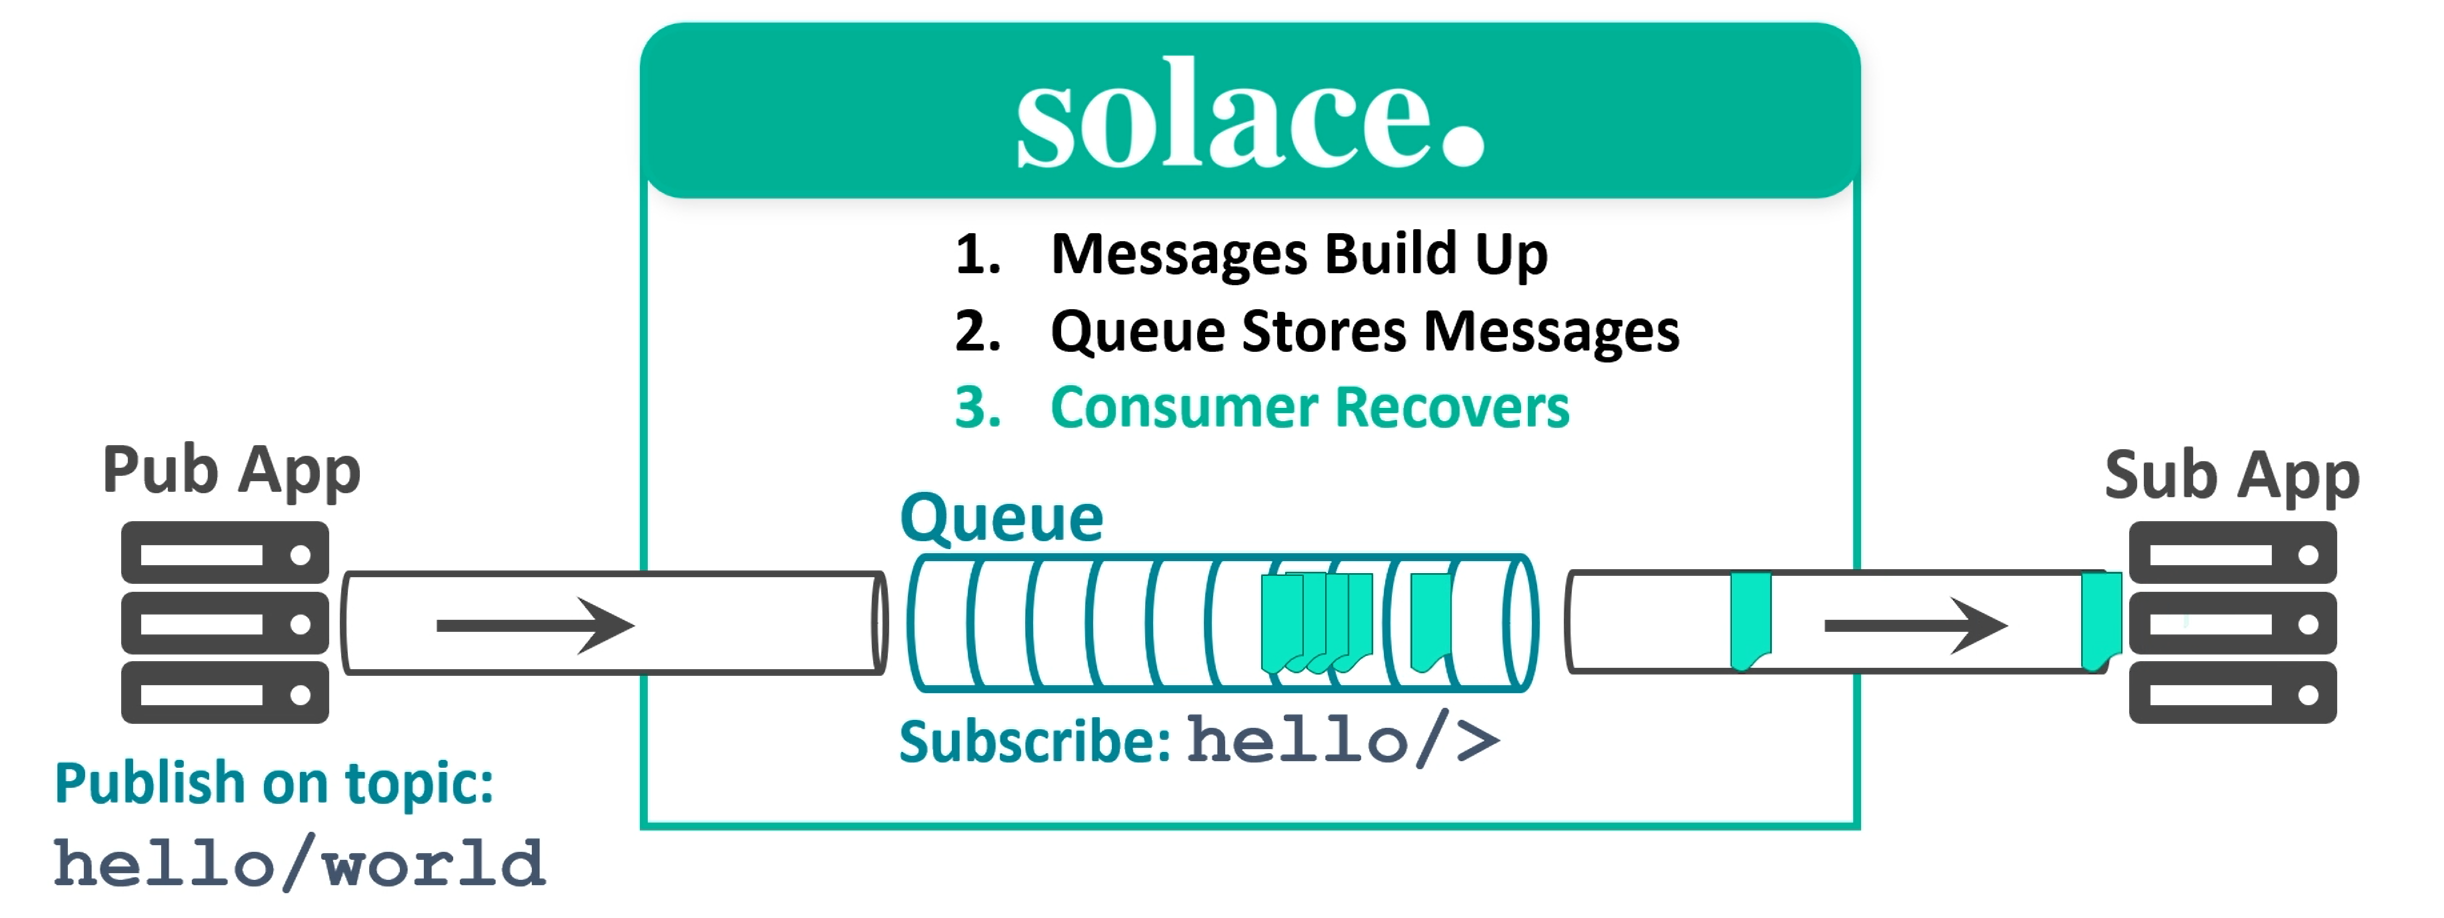 solace.
1. Messages Build Up
2. Queue Stores Messages
3. Consumer Recovers
Pub App
Sub App
Queue
Subscribe: hello/>
Publish on topic:
hello/world